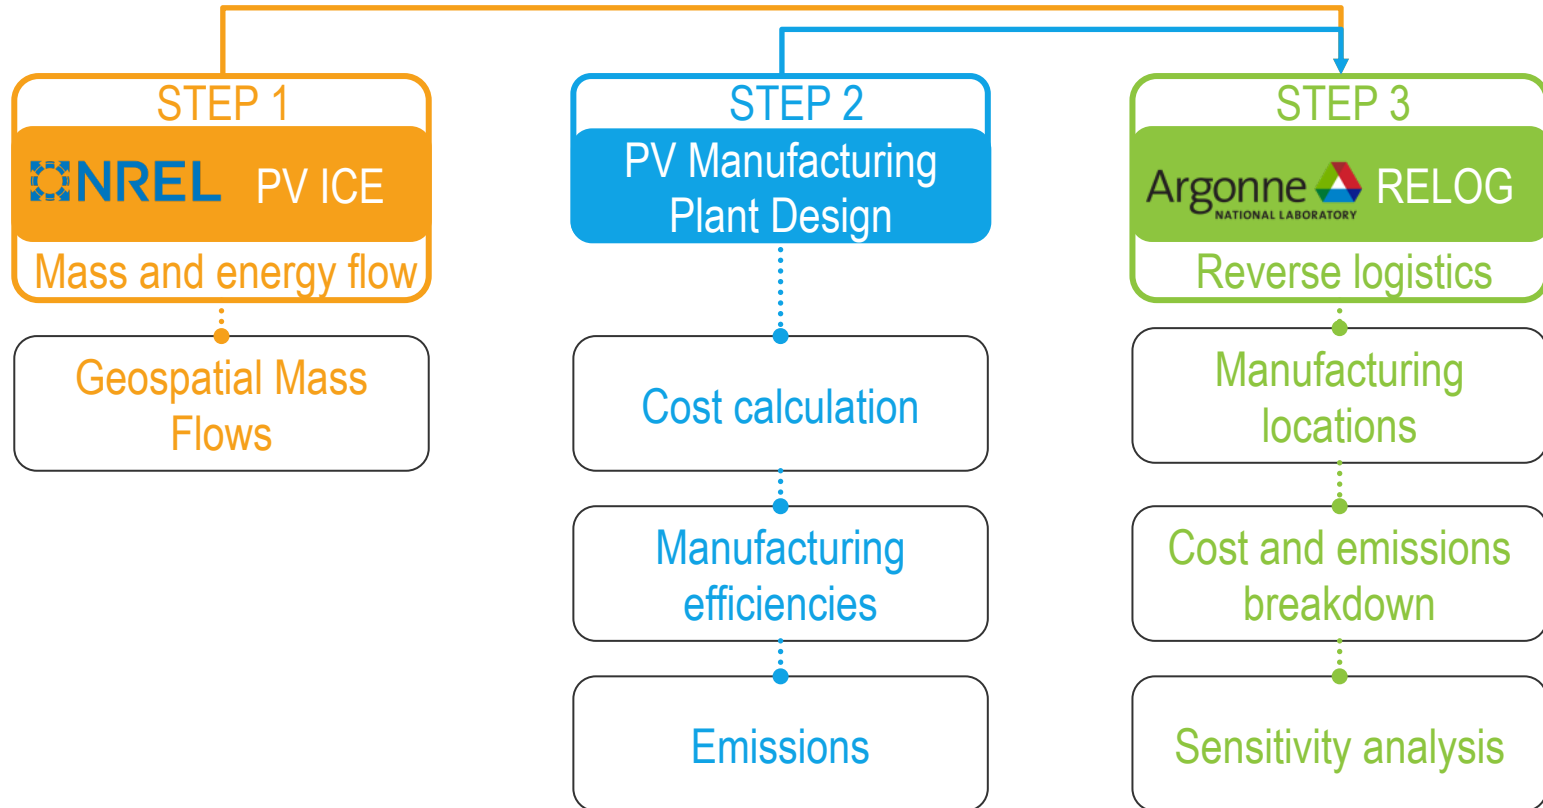 STEP 1
NREL PV ICE
Mass and energy flow
Geospatial Mass
Flows
STEP 2
PV Manufacturing
Plant Design
Cost calculation
Manufacturing
efficiencies
Emissions
STEP 3
Argonne RELOG
NATIONAL LABORATORY
Reverse logistics
Manufacturing
locations
Cost and emissions
breakdown
Sensitivity analysis